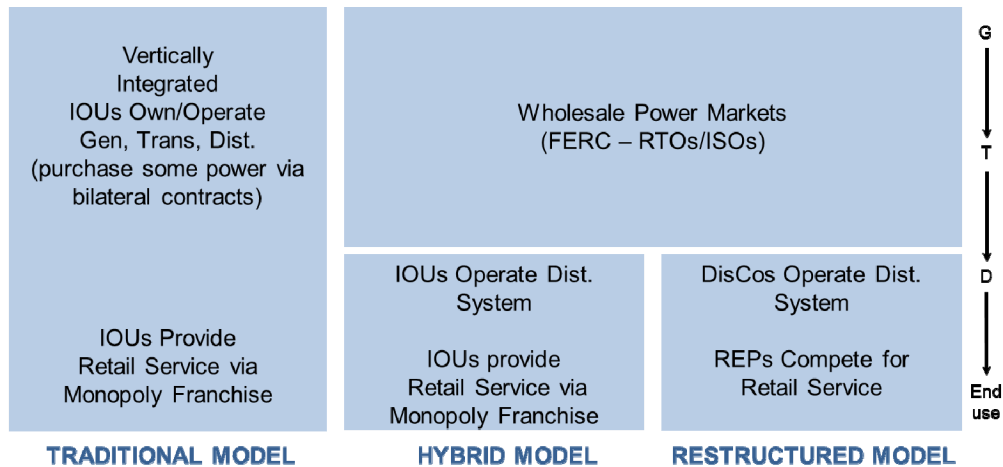 Vertically
Integrated
IOUs Own/Operate
Gen, Trans, Dist.
(purchase some power via
bilateral contracts)
IOUs Provide
Retail Service via
Monopoly Franchise
TRADITIONAL MODEL
Wholesale Power Markets
(FERC – RTOs/ISOs)
IOUs Operate Dist.
System
IOUs provide
Retail Service via
Monopoly Franchise
HYBRID MODEL
DisCos Operate Dist.
System
REPs Compete for
Retail Service
RESTRUCTURED MODEL
G
T
D
End
use